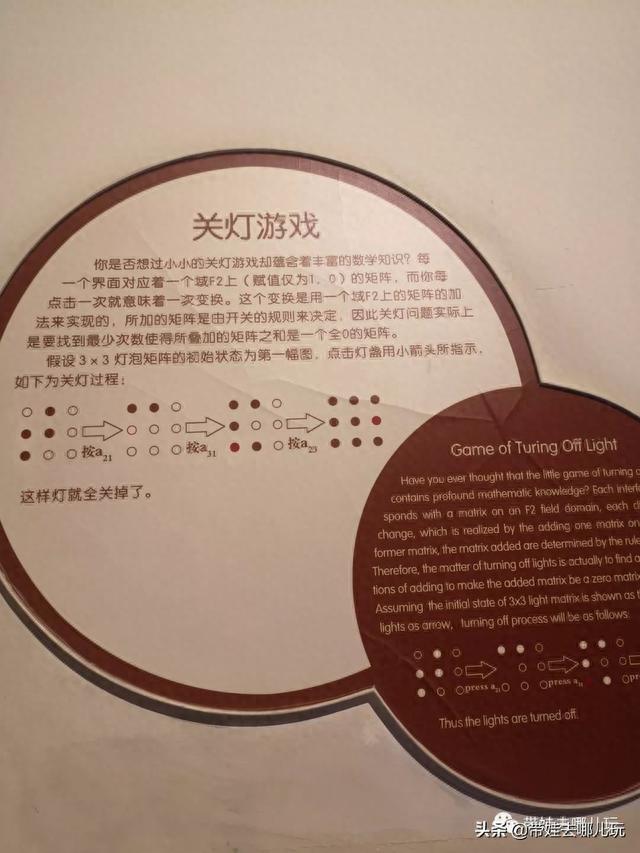 关灯游戏
你是否想过小小的关灯游戏却蕴含着丰富的数学知识？每
一个界面对应着一个域F2上（赋值仅为1，0）的矩阵，而你每
点击一次就意味着一次变换。这个变换是用一个域F2上的矩阵的加
法来实现的，所加的矩阵是由开关的规则来决定，因此关灯问题实际上
是要找到最少次数使得所叠加的矩阵之和是一个全0的矩阵。
假设3×3灯泡矩阵的初始状态为第一幅图，点击灯盏用小箭头所指示，
如下为关灯过程：
按a21 按a31 按a23
这样灯就全关掉了。
Game of Turing Off Light
Have you ever thought that the little game of turning
contains profound mathematic knowledge? Each
sponds with a matrix on an F2 field domain, each
change, which is realized by the adding one matrix
former matrix, the matrix added are determined by the
Therefore, the matter of turning off lights is actually to find
tions of adding to make the added matrix be a zero
Assuming the initial state of 3x3 light matrix is shown as
lights as arrow, turning off process will be as follows:
press a21 press a31
Thus the lights are turned off.
带娃去哪儿玩
头条@带娃去哪儿玩